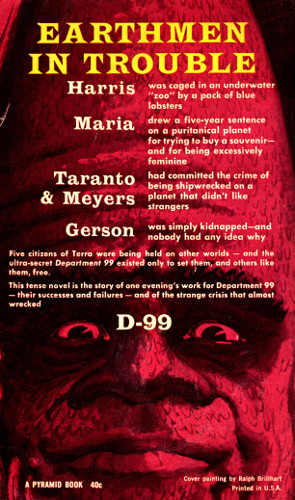 EARTHMEN
IN TROUBLE
Harris was caged in an underwater
"zoo" by a pack of blue
lobsters
Maria drew a five-year sentence
on a puritanical planet
for trying to buy a souvenir—
and for being excessively
feminine
Taranto had committed the crime of
& Meyers being shipwrecked on a
planet that didn't like
strangers
Gerson was simply kidnapped—and
nobody had any idea why
Five citizens of Terra were being held on other worlds — and the
ultra-secret Department 99 existed only to set them, and others like
them, free.
This tense novel is the story of one evening's work for Department 99
— their successes and failures — and of the strange crisis that almost
wrecked
D-99
Cover painting by Ralph Brillhart
A PYRAMID BOOK 40c Printed in U.S.A.